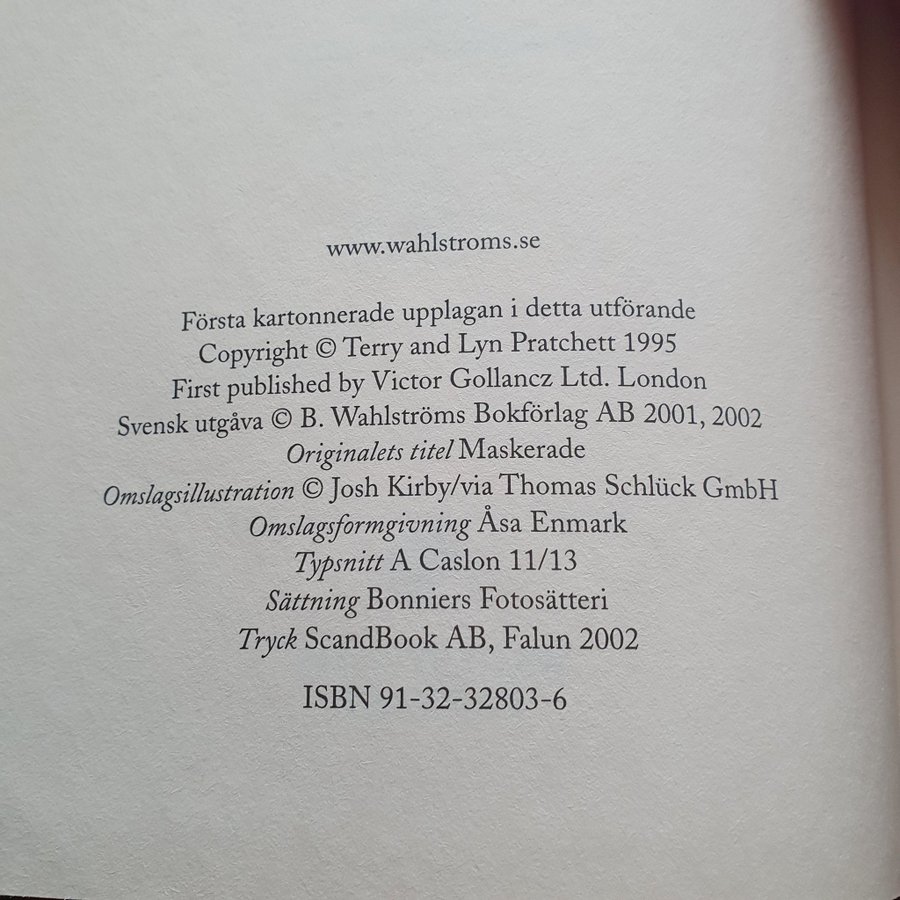 www.wahlstroms.se
Första kartonnerade upplagan i detta utförande
Copyright © Terry and Lyn Pratchett 1995
First published by Victor Gollancz Ltd. London
Svensk utgåva © B. Wahlströms Bokförlag AB 2001, 2002
Originalets titel Maskerade
Omslagsillustration © Josh Kirby/via Thomas Schlück GmbH
Omslagsformgivning Åsa Enmark
Typsnitt A Caslon 11/13
Sättning Bonniers Fotosätteri
Tryck ScandBook AB, Falun 2002
ISBN 91-32-32803-6